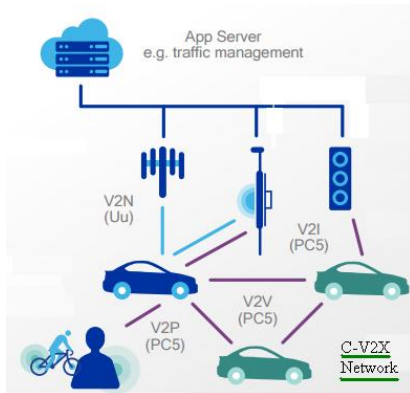 App Server
e.g. traffic management
V2N
(Uu)
V2I
(PC5)
V2V
(PC5)
V2P
(PC5)
C-V2X
Network